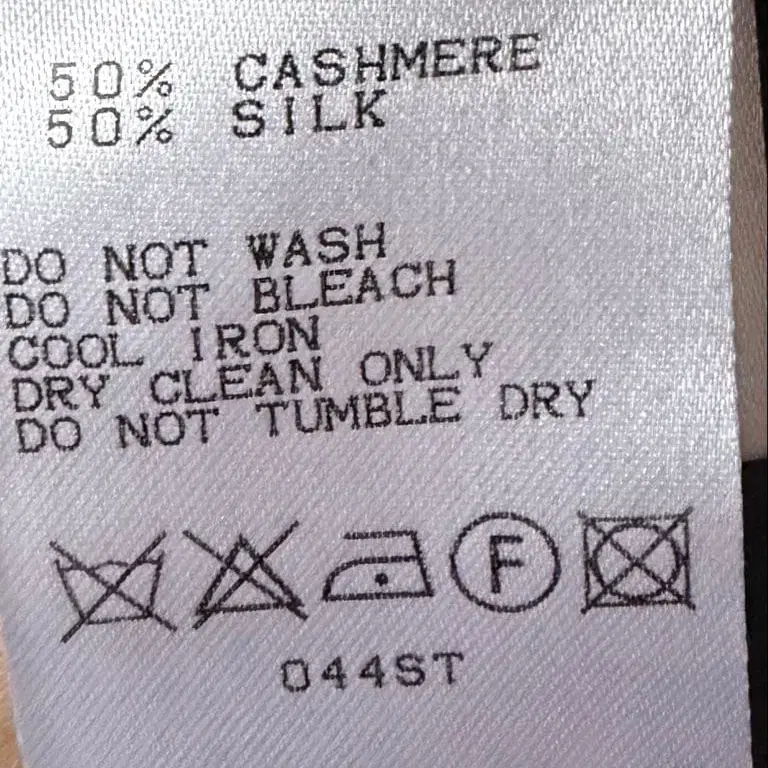 50% CASHMERE
50% SILK
DO NOT WASH
DO NOT BLEACH
COOL IRON
DRY CLEAN ONLY
DO NOT TUMBLE DRY
F
044ST